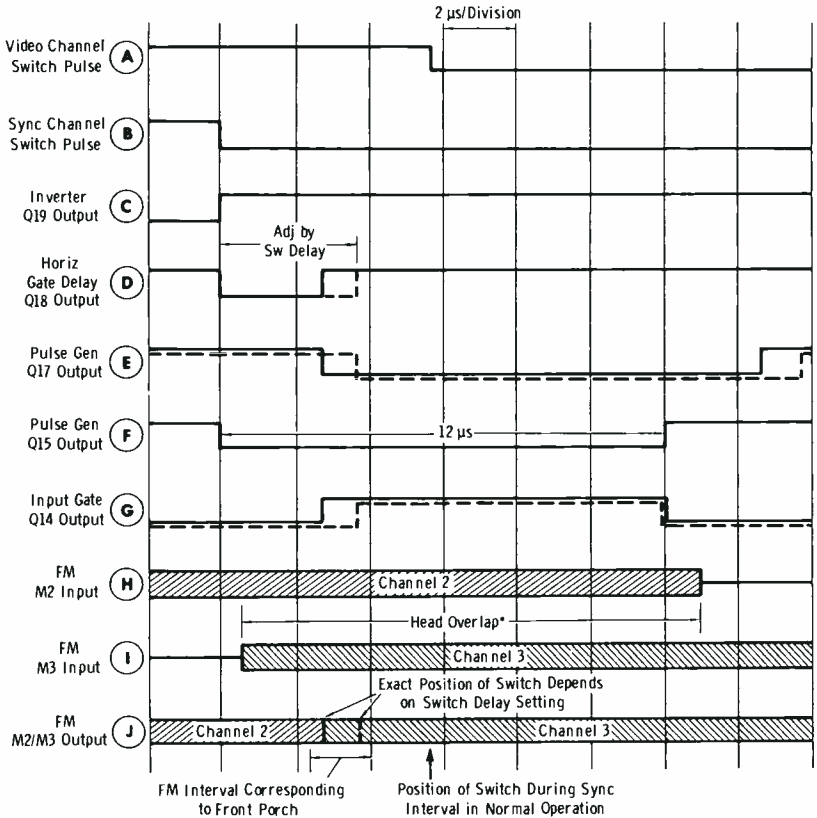 2 µs/Division
Video Channel
Switch Pulse
A
Sync Channel
Switch Pulse
B
Inverter
Q19 Output
C
Adj by
Sw Delay
Horiz
Gate Delay
Q18 Output
D
Pulse Gen
Q17 Output
E
Pulse Gen
Q15 Output
F
12 µs
Input Gate
Q14 Output
G
FM
M2 Input
H
Channel 2
Head Overlap*
FM
M3 Input
I
Channel 3
Exact Position of Switch Depends
on Switch Delay Setting
FM
M2/M3 Output
J
Channel 2
Channel 3
FM Interval Corresponding
to Front Porch
Position of Switch During Sync
Interval in Normal Operation